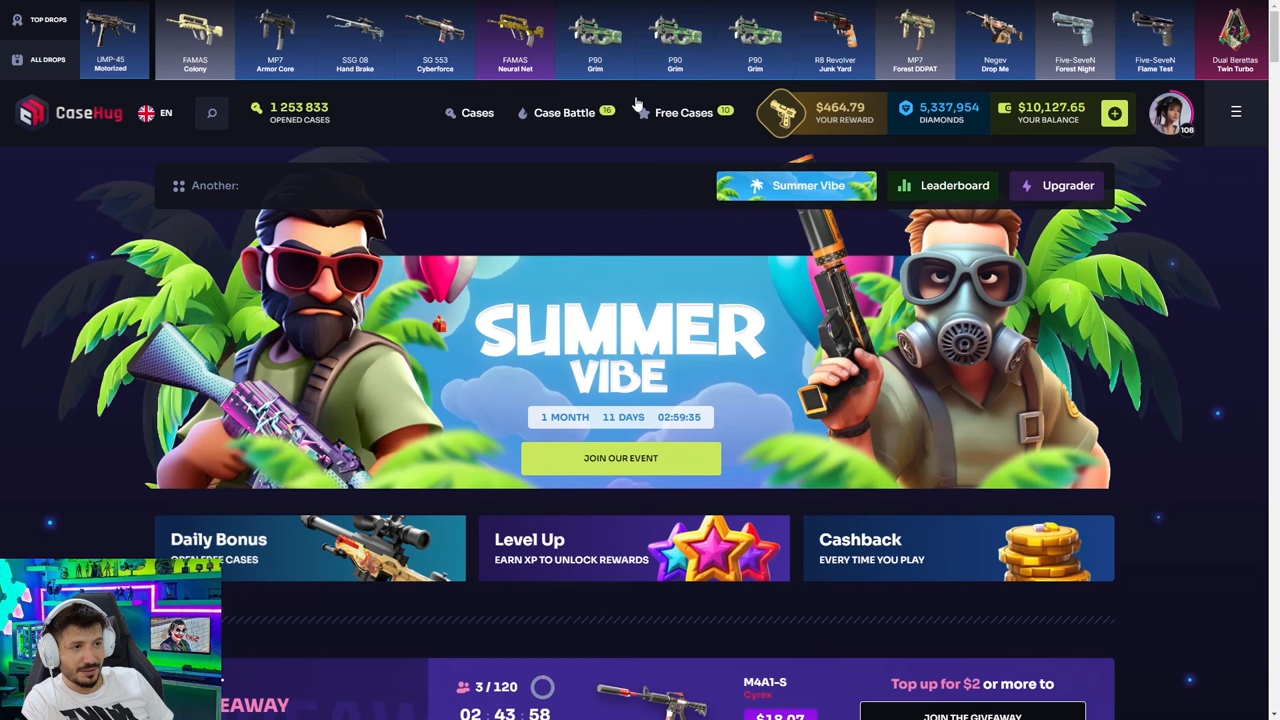 TOP DROPS
ALL DROPS
UMP-45
Motorized
FAMAS
Colony
MP7
Armor Core
SSG 08
Hand Brake
SG 553
Cyberforce
FAMAS
Neural Net
P90
Grim
P90
Grim
P90
Grim
R8 Revolver
Junk Yard
MP7
Forest DDPAT
Negev
Drop Me
Five-SeveN
Forest Night
Five-SeveN
Flame Test
Dual Beretas
Twin Turbo
CaseHug
EN
1 253 833
OPENED CASES
Cases
Case Battle 16
Free Cases 10
$464.79
YOUR REWARD
5,337,954
DIAMONDS
$10,127.65
YOUR BALANCE
108
Another:
Summer Vibe
Leaderboard
Upgrader
SUMMER
VIBE
1 MONTH 11 DAYS 02:59:35
JOIN OUR EVENT
Daily Bonus
OPEN FREE CASES
Level Up
EARN XP TO UNLOCK REWARDS
Cashback
EVERY TIME YOU PLAY
3 / 120
02 : 43 : 58
M4A1-S
Cyrex
$18.07
Top up for $2 or more to
JOIN THE GIVEAWAY